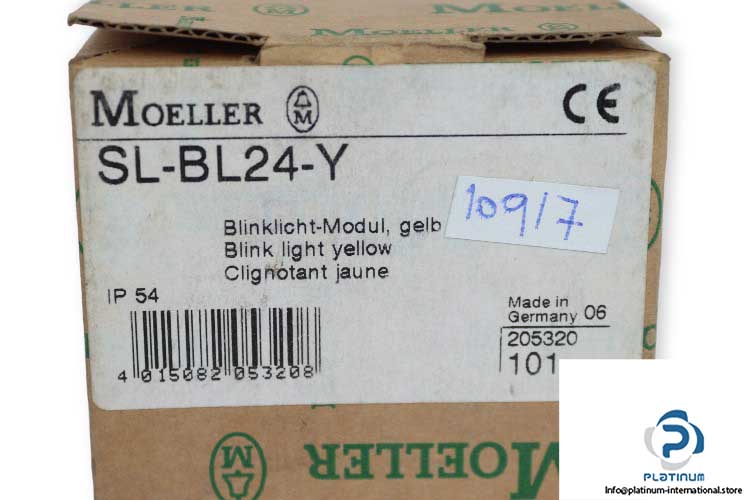 MOELLER
MOELLER M CE
SL-BL24-Y
10917
Blinklicht-Modul, gelb
Blink light yellow
Clignotant jaune
IP 54
Made in
Germany 06
205320
101
4 015082 053208
M MOELLER
PLATINUM
Info@platinum-international.store